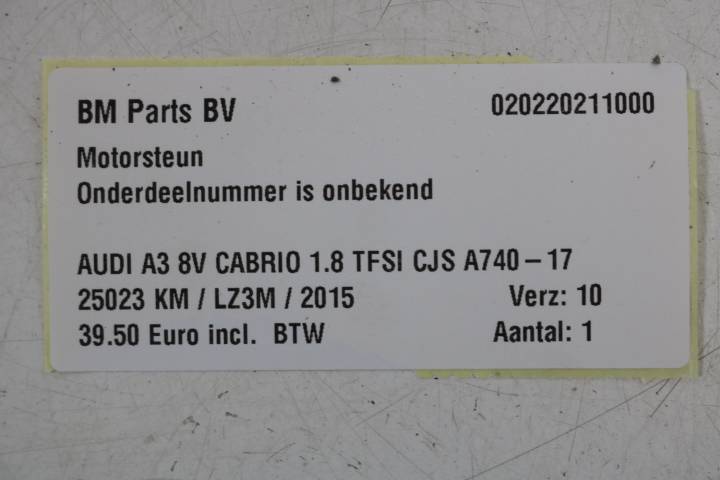 BM Parts BV 020220211000
Motorsteun
Onderdeelnummer is onbekend
AUDI A3 8V CABRIO 1.8 TFSI CJS A740 – 17
25023 KM / LZ3M / 2015 Verz: 10
39.50 Euro incl. BTW Aantal: 1